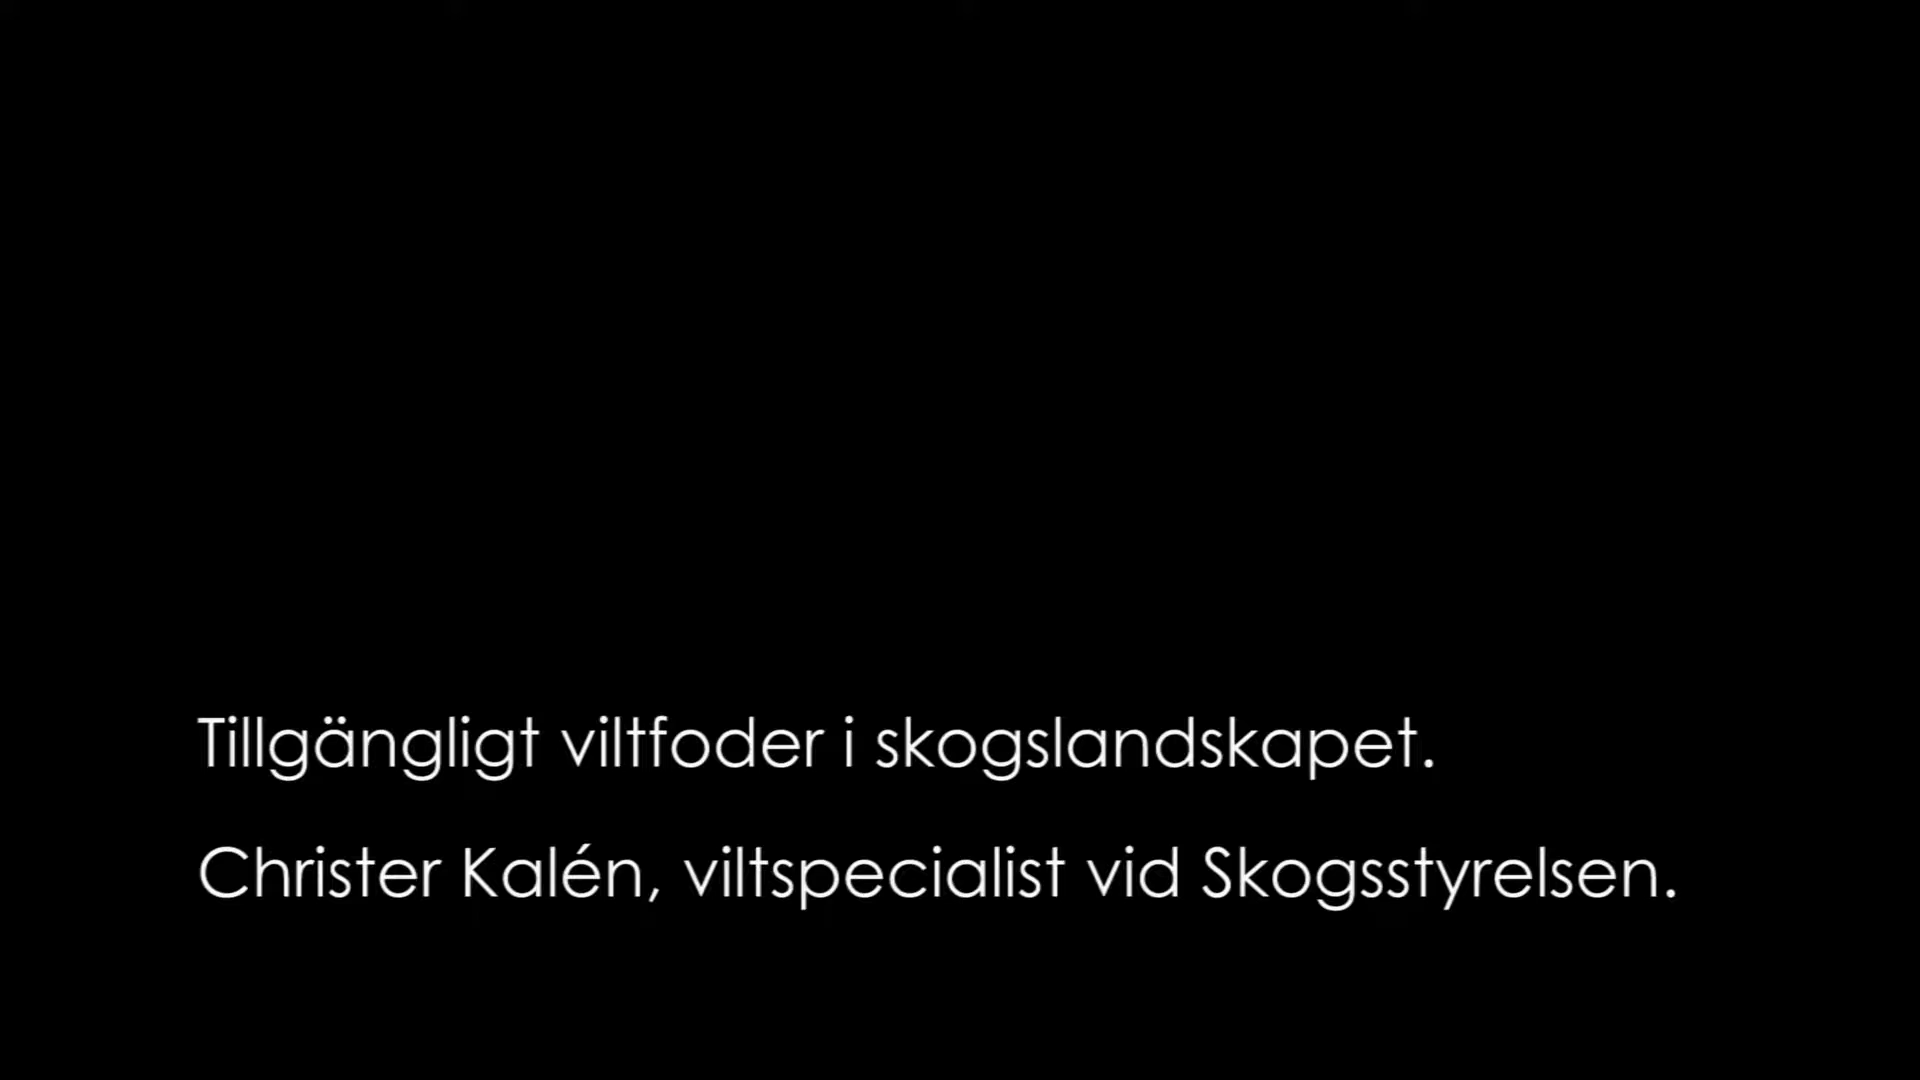 Tillgängligt viltfoder i skogslandskapet.
Christer Kalén, viltspecialist vid Skogsstyrelsen.